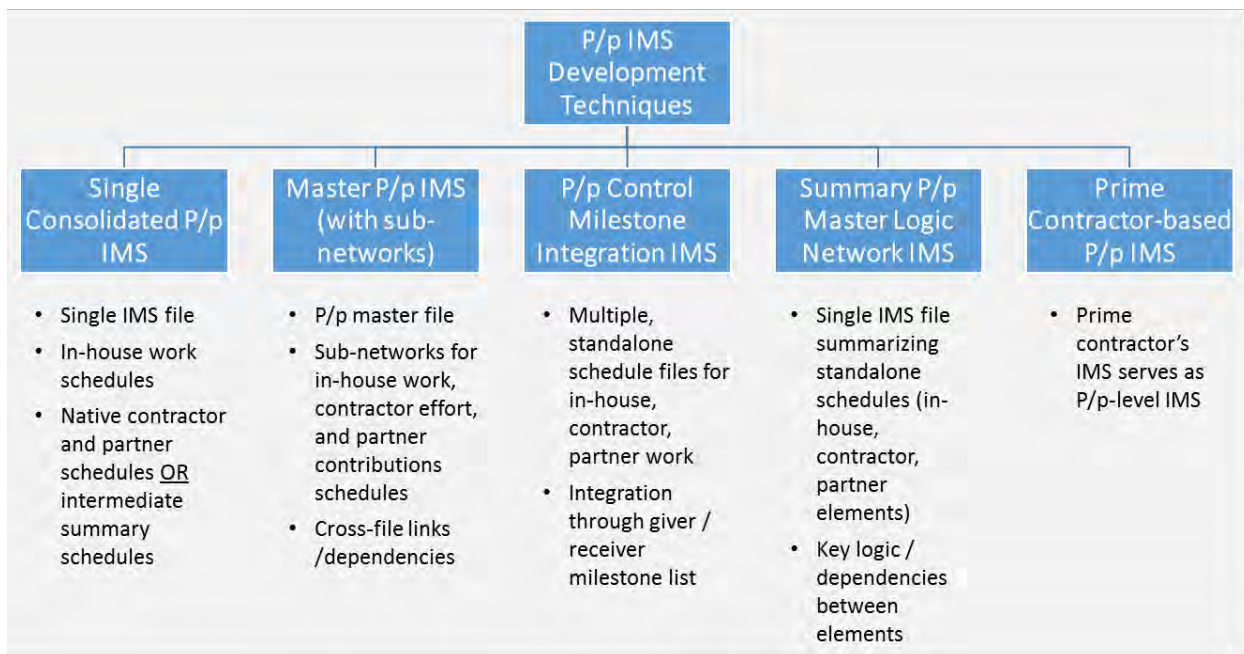 P/p IMS
Development
Techniques
Single
Consolidated P/p
IMS
Master P/p IMS
(with sub-
networks)
P/p Control
Milestone
Integration IMS
Summary P/p
Master Logic
Network IMS
Prime
Contractor-based
P/p IMS
• Single IMS file
• In-house work
schedules
• Native contractor
and partner
schedules OR
intermediate
summary
schedules
• P/p master file
• Sub-networks for
in-house work,
contractor effort,
and partner
contributions
schedules
• Cross-file links
/dependencies
• Multiple,
standalone
schedule files for
in-house,
contractor,
partner work
• Integration
through giver /
receiver
milestone list
• Single IMS file
summarizing
standalone
schedules (in-
house,
contractor,
partner
elements)
• Key logic /
dependencies
between
elements
• Prime
contractor's
IMS serves as
P/p-level IMS